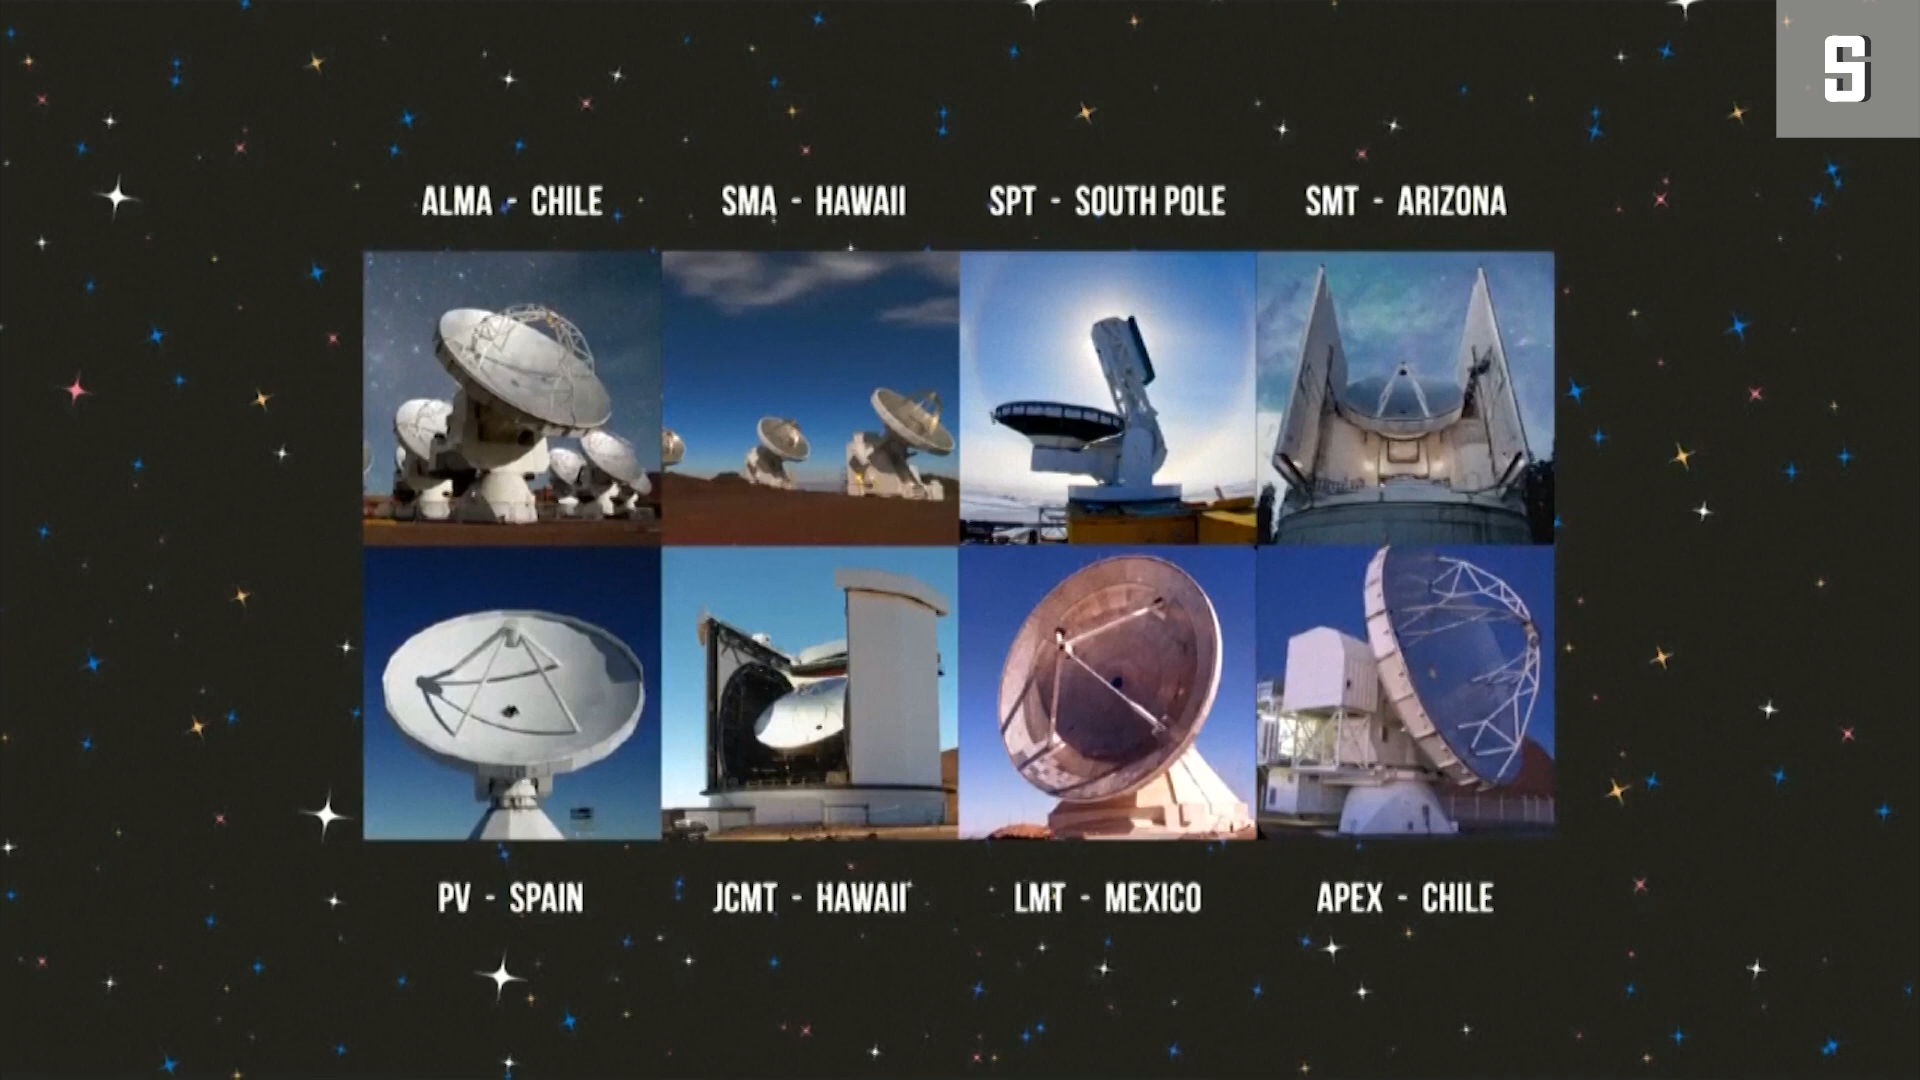 S
ALMA - CHILE
SMA - HAWAII
SPT - SOUTH POLE
SMT - ARIZONA
PV - SPAIN
JCMT - HAWAII
LMT - MEXICO
APEX - CHILE